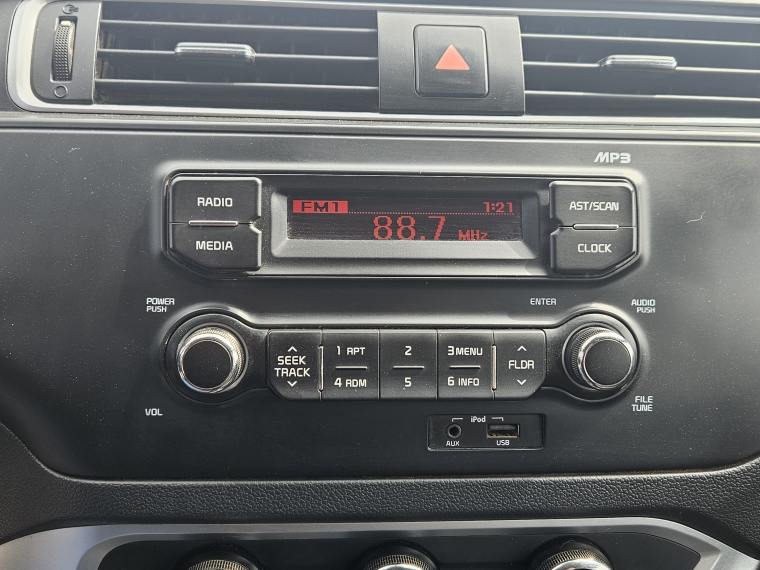 MP3
RADIO
MEDIA
FM1 1:21
88.7 MHz
AST/SCAN
CLOCK
POWER
PUSH
ENTER
AUDIO
PUSH
SEEK
TRACK
1 RPT
2
3 MENU
4 RDM
5
6 INFO
FLDR
VOL
FILE
TUNE
iPod
AUX
USB